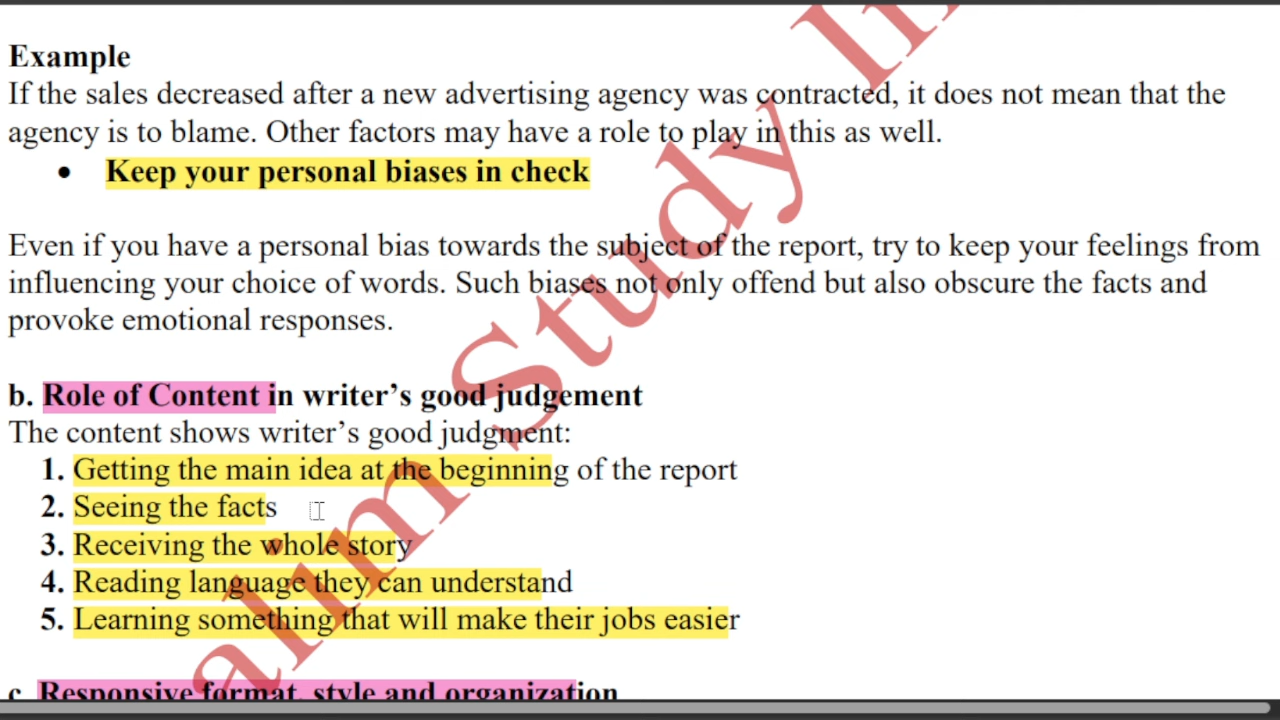 Example
If the sales decreased after a new advertising agency was contracted, it does not mean that the
agency is to blame. Other factors may have a role to play in this as well.
• Keep your personal biases in check
Even if you have a personal bias towards the subject of the report, try to keep your feelings from
influencing your choice of words. Such biases not only offend but also obscure the facts and
provoke emotional responses.
b. Role of Content in writer's good judgement
The content shows writer's good judgment:
1. Getting the main idea at the beginning of the report
2. Seeing the facts
3. Receiving the whole story
4. Reading language they can understand
5. Learning something that will make their jobs easier
c. Responsive format, style and organization
alim Study In